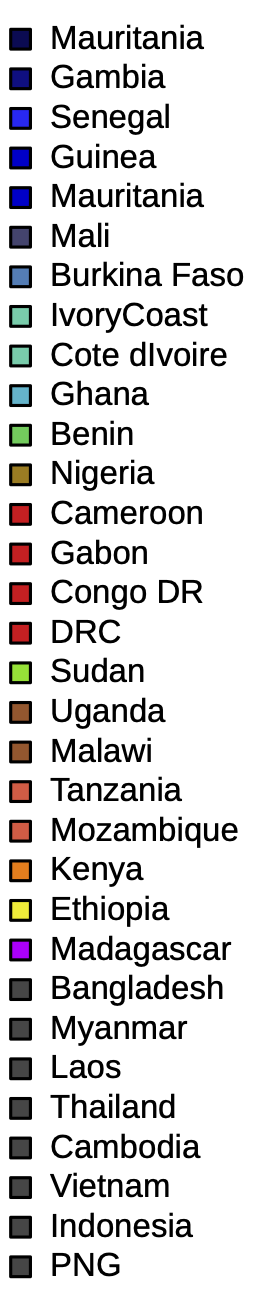 Mauritania
Gambia
Senegal
Guinea
Mauritania
Mali
Burkina Faso
IvoryCoast
Cote dIvoire
Ghana
Benin
Nigeria
Cameroon
Gabon
Congo DR
DRC
Sudan
Uganda
Malawi
Tanzania
Mozambique
Kenya
Ethiopia
Madagascar
Bangladesh
Myanmar
Laos
Thailand
Cambodia
Vietnam
Indonesia
PNG